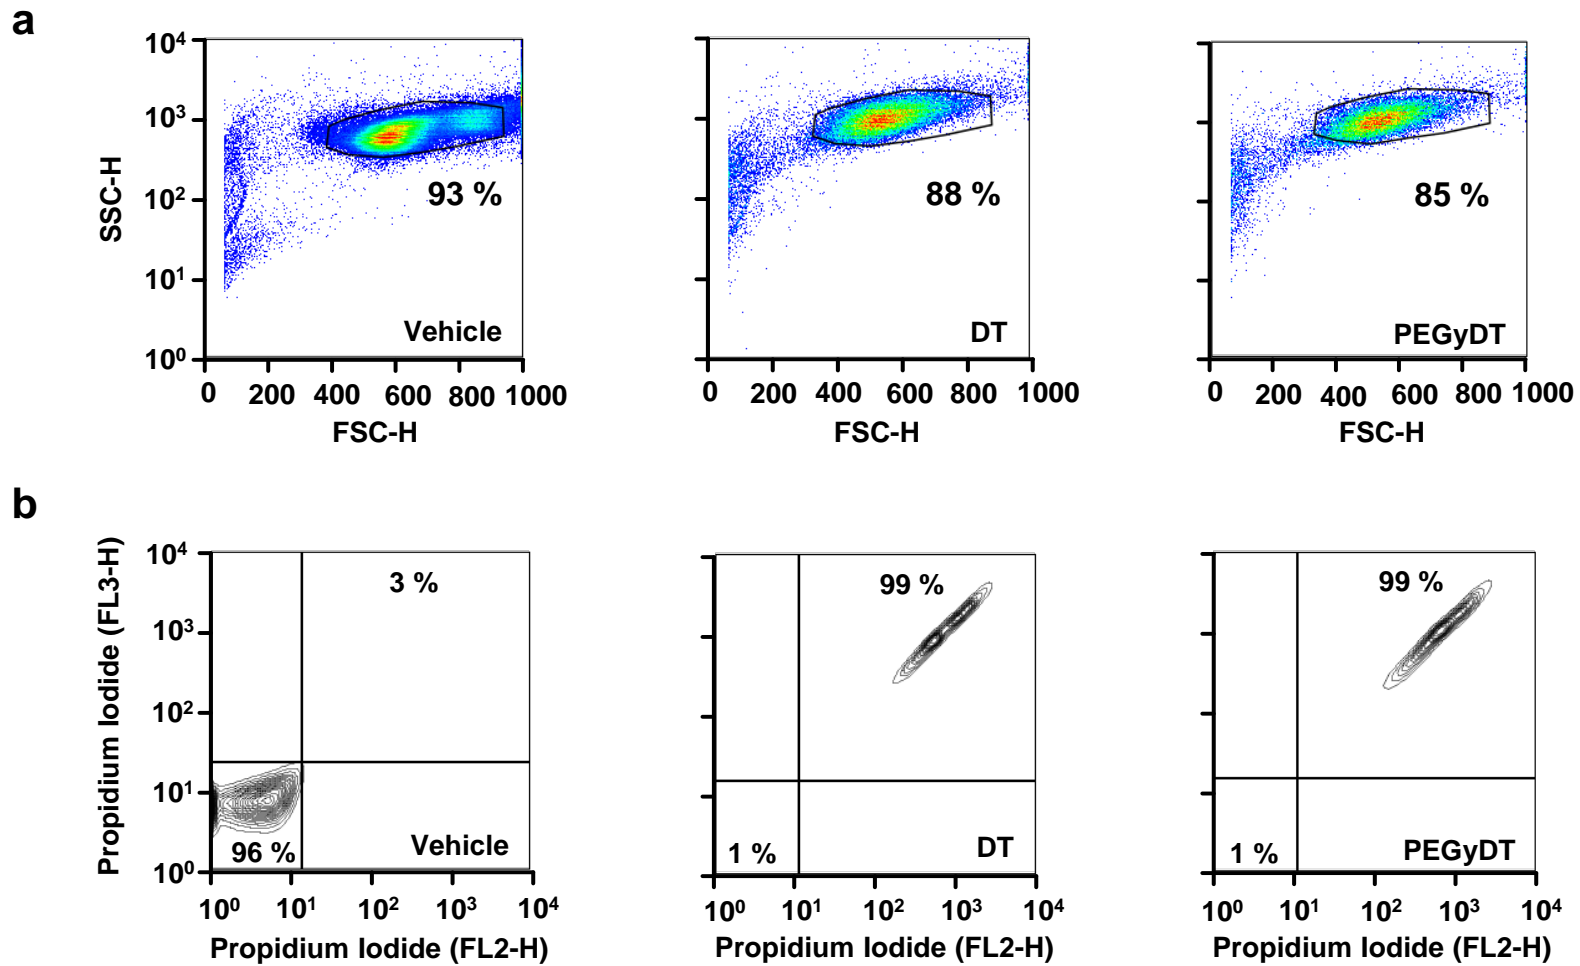 a
10⁴
10³
10²
10¹
10⁰
SSC-H
93 %
Vehicle
0 200 400 600 800 1000
FSC-H
88 %
DT
0 200 400 600 800 1000
FSC-H
85 %
PEGyDT
0 200 400 600 800 1000
FSC-H
b
Propidium Iodide (FL3-H)
10⁴
10³
10²
10¹
10⁰
3 %
96 %
Vehicle
10⁰ 10¹ 10² 10³ 10⁴
Propidium Iodide (FL2-H)
99 %
1 %
DT
10⁰ 10¹ 10² 10³ 10⁴
Propidium Iodide (FL2-H)
99 %
1 %
PEGyDT
10⁰ 10¹ 10² 10³ 10⁴
Propidium Iodide (FL2-H)